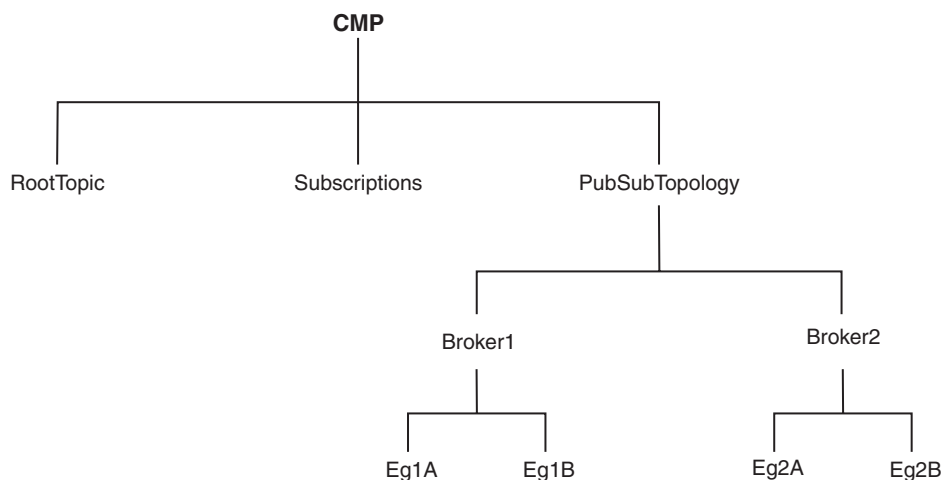 CMP
RootTopic
Subscriptions
PubSubTopology
Broker1
Broker2
Eg1A
Eg1B
Eg2A
Eg2B